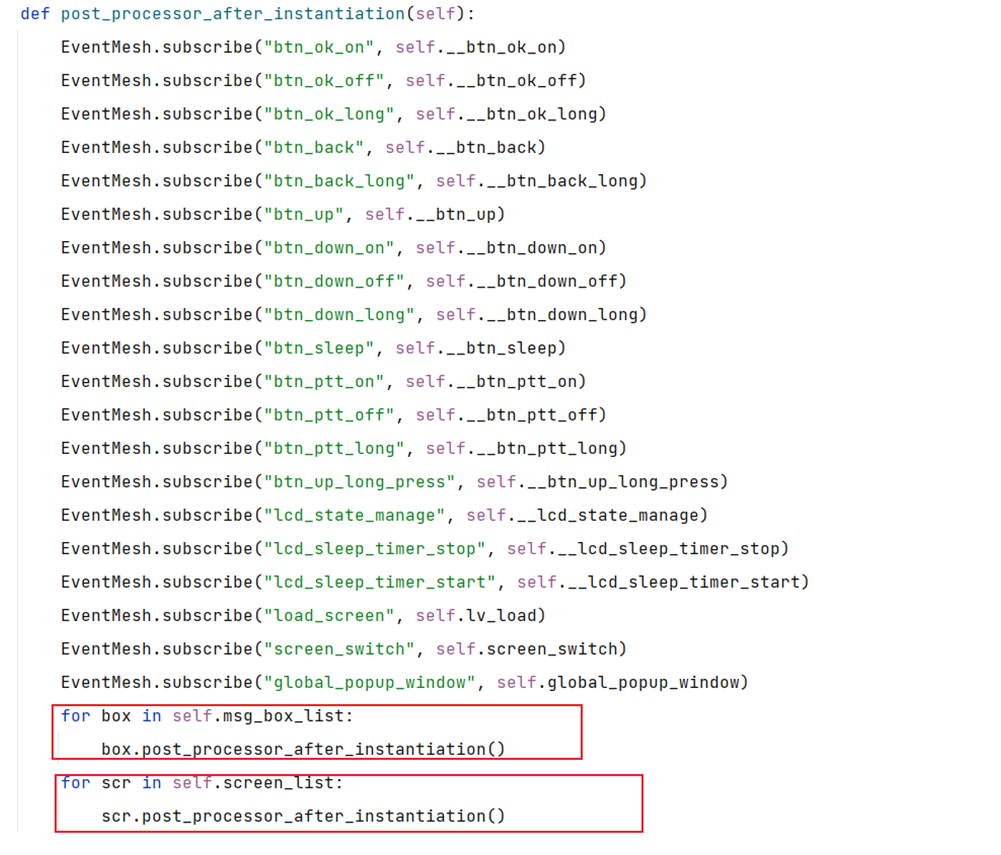 def post_processor_after_instantiation(self):
    EventMesh.subscribe("btn_ok_on", self.__btn_ok_on)
    EventMesh.subscribe("btn_ok_off", self.__btn_ok_off)
    EventMesh.subscribe("btn_ok_long", self.__btn_ok_long)
    EventMesh.subscribe("btn_back", self.__btn_back)
    EventMesh.subscribe("btn_back_long", self.__btn_back_long)
    EventMesh.subscribe("btn_up", self.__btn_up)
    EventMesh.subscribe("btn_down_on", self.__btn_down_on)
    EventMesh.subscribe("btn_down_off", self.__btn_down_off)
    EventMesh.subscribe("btn_down_long", self.__btn_down_long)
    EventMesh.subscribe("btn_sleep", self.__btn_sleep)
    EventMesh.subscribe("btn_ptt_on", self.__btn_ptt_on)
    EventMesh.subscribe("btn_ptt_off", self.__btn_ptt_off)
    EventMesh.subscribe("btn_ptt_long", self.__btn_ptt_long)
    EventMesh.subscribe("btn_up_long_press", self.__btn_up_long_press)
    EventMesh.subscribe("lcd_state_manage", self.__lcd_state_manage)
    EventMesh.subscribe("lcd_sleep_timer_stop", self.__lcd_sleep_timer_stop)
    EventMesh.subscribe("lcd_sleep_timer_start", self.__lcd_sleep_timer_start)
    EventMesh.subscribe("load_screen", self.lv_load)
    EventMesh.subscribe("screen_switch", self.screen_switch)
    EventMesh.subscribe("global_popup_window", self.global_popup_window)
    for box in self.msg_box_list:
        box.post_processor_after_instantiation()
    for scr in self.screen_list:
        scr.post_processor_after_instantiation()